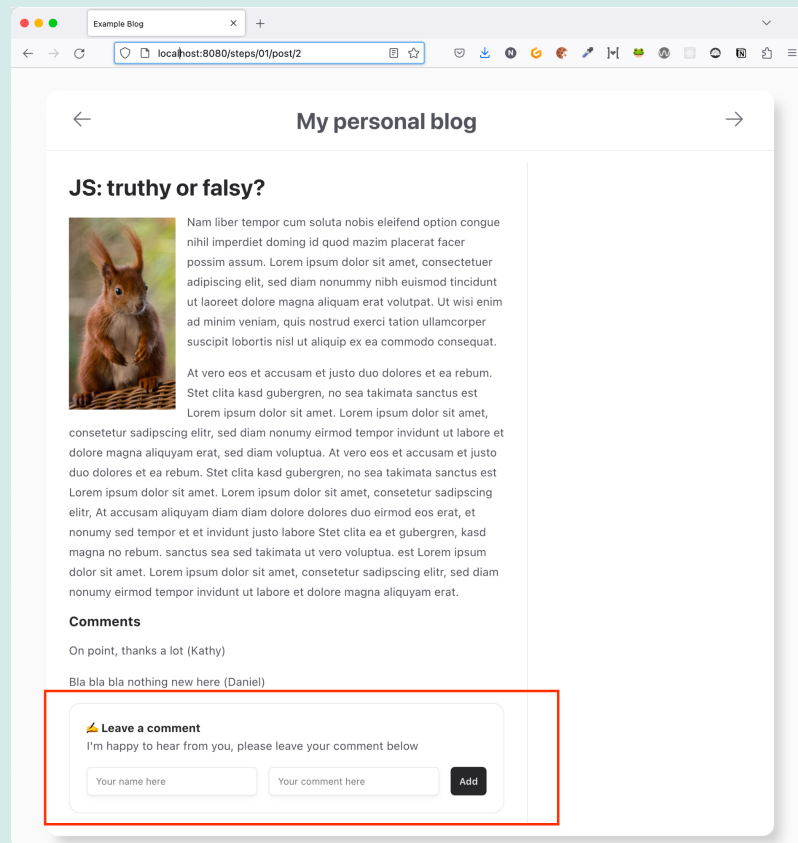 Example Blog
localhost:8080/steps/01/post/2
My personal blog
JS: truthy or falsy?
Nam liber tempor cum soluta nobis eleifend option congue
nihil imperdiet doming id quod mazim placerat facer
possim assum. Lorem ipsum dolor sit amet, consectetuer
adipiscing elit, sed diam nonummy nibh euismod tincidunt
ut laoreet dolore magna aliquam erat volutpat. Ut wisi enim
ad minim veniam, quis nostrud exerci tation ullamcorper
suscipit lobortis nisl ut aliquip ex ea commodo consequat.
At vero eos et accusam et justo duo dolores et ea rebum.
Stet clita kasd gubergren, no sea takimata sanctus est
Lorem ipsum dolor sit amet. Lorem ipsum dolor sit amet,
consetetur sadipscing elitr, sed diam nonumy eirmod tempor invidunt ut labore et
dolore magna aliquyam erat, sed diam voluptua. At vero eos et accusam et justo
duo dolores et ea rebum. Stet clita kasd gubergren, no sea takimata sanctus est
Lorem ipsum dolor sit amet. Lorem ipsum dolor sit amet, consetetur sadipscing
elitr, At accusam aliquyam diam diam dolore dolores duo eirmod eos erat, et
nonumy sed tempor et et invidunt justo labore Stet clita ea et gubergren, kasd
magna no rebum. sanctus sea sed takimata ut vero voluptua. est Lorem ipsum
dolor sit amet. Lorem ipsum dolor sit amet, consetetur sadipscing elitr, sed diam
nonumy eirmod tempor invidunt ut labore et dolore magna aliquyam erat.
Comments
On point, thanks a lot (Kathy)
Bla bla bla nothing new here (Daniel)
✍️ Leave a comment
I'm happy to hear from you, please leave your comment below
Your name here
Your comment here
Add